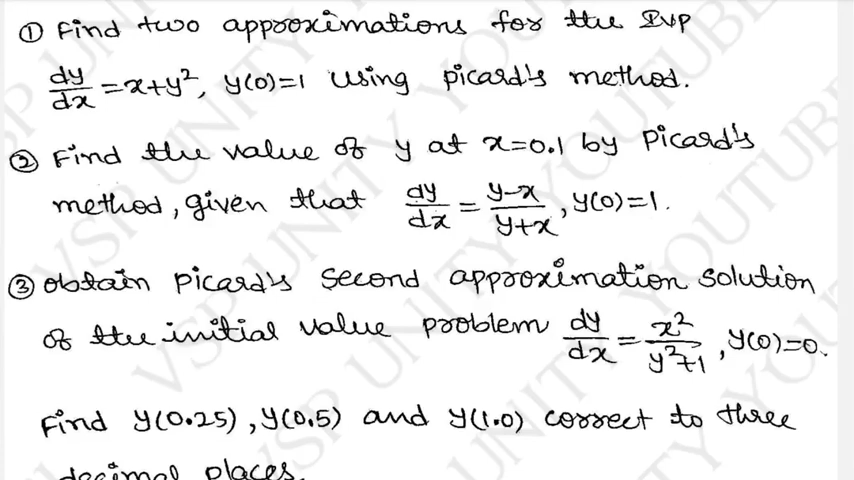 ① Find two approximations for the IVP
dy/dx = x+y², y(0)=1 using picard's method.
② Find the value of y at x=0.1 by Picard's
method, given that dy/dx = y-x/y+x, y(0)=1.
③ obtain picard's second approximation solution
of the initial value problem dy/dx = x²/y²+1, y(0)=0.
Find y(0.25), y(0.5) and y(1.0) correct to three
decimal places.
VSP UNITY YOUTUBE